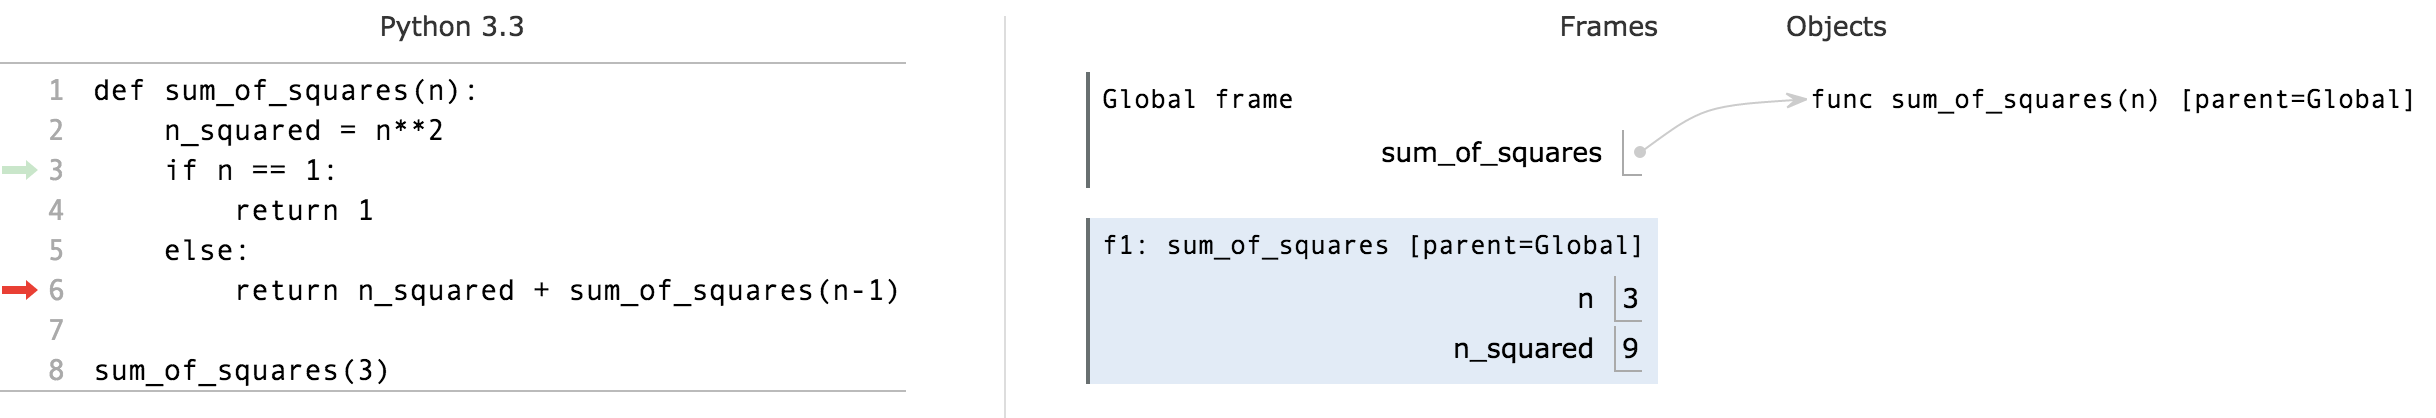 Python 3.3
1 def sum_of_squares(n):
2     n_squared = n**2
3     if n == 1:
4         return 1
5     else:
6         return n_squared + sum_of_squares(n-1)
7
8 sum_of_squares(3)
Frames Objects
Global frame
sum_of_squares
func sum_of_squares(n) [parent=Global]
f1: sum_of_squares [parent=Global]
n 3
n_squared 9